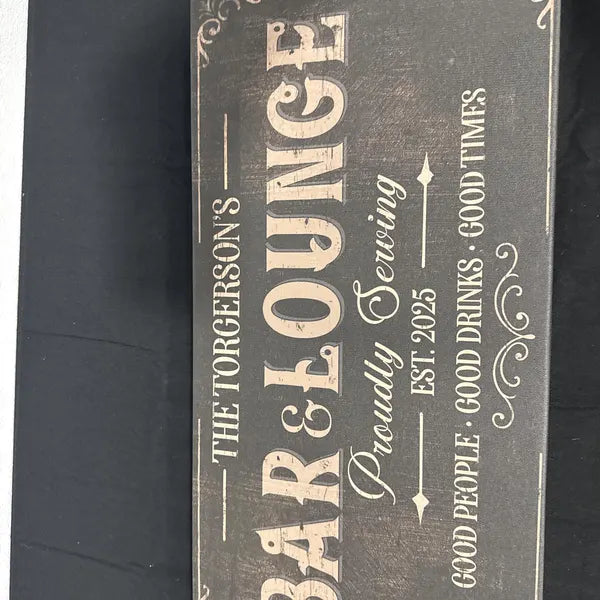 THE TORGERSON'S
BAR & LOUNGE
Proudly Serving
EST. 2025
GOOD PEOPLE · GOOD DRINKS · GOOD TIMES